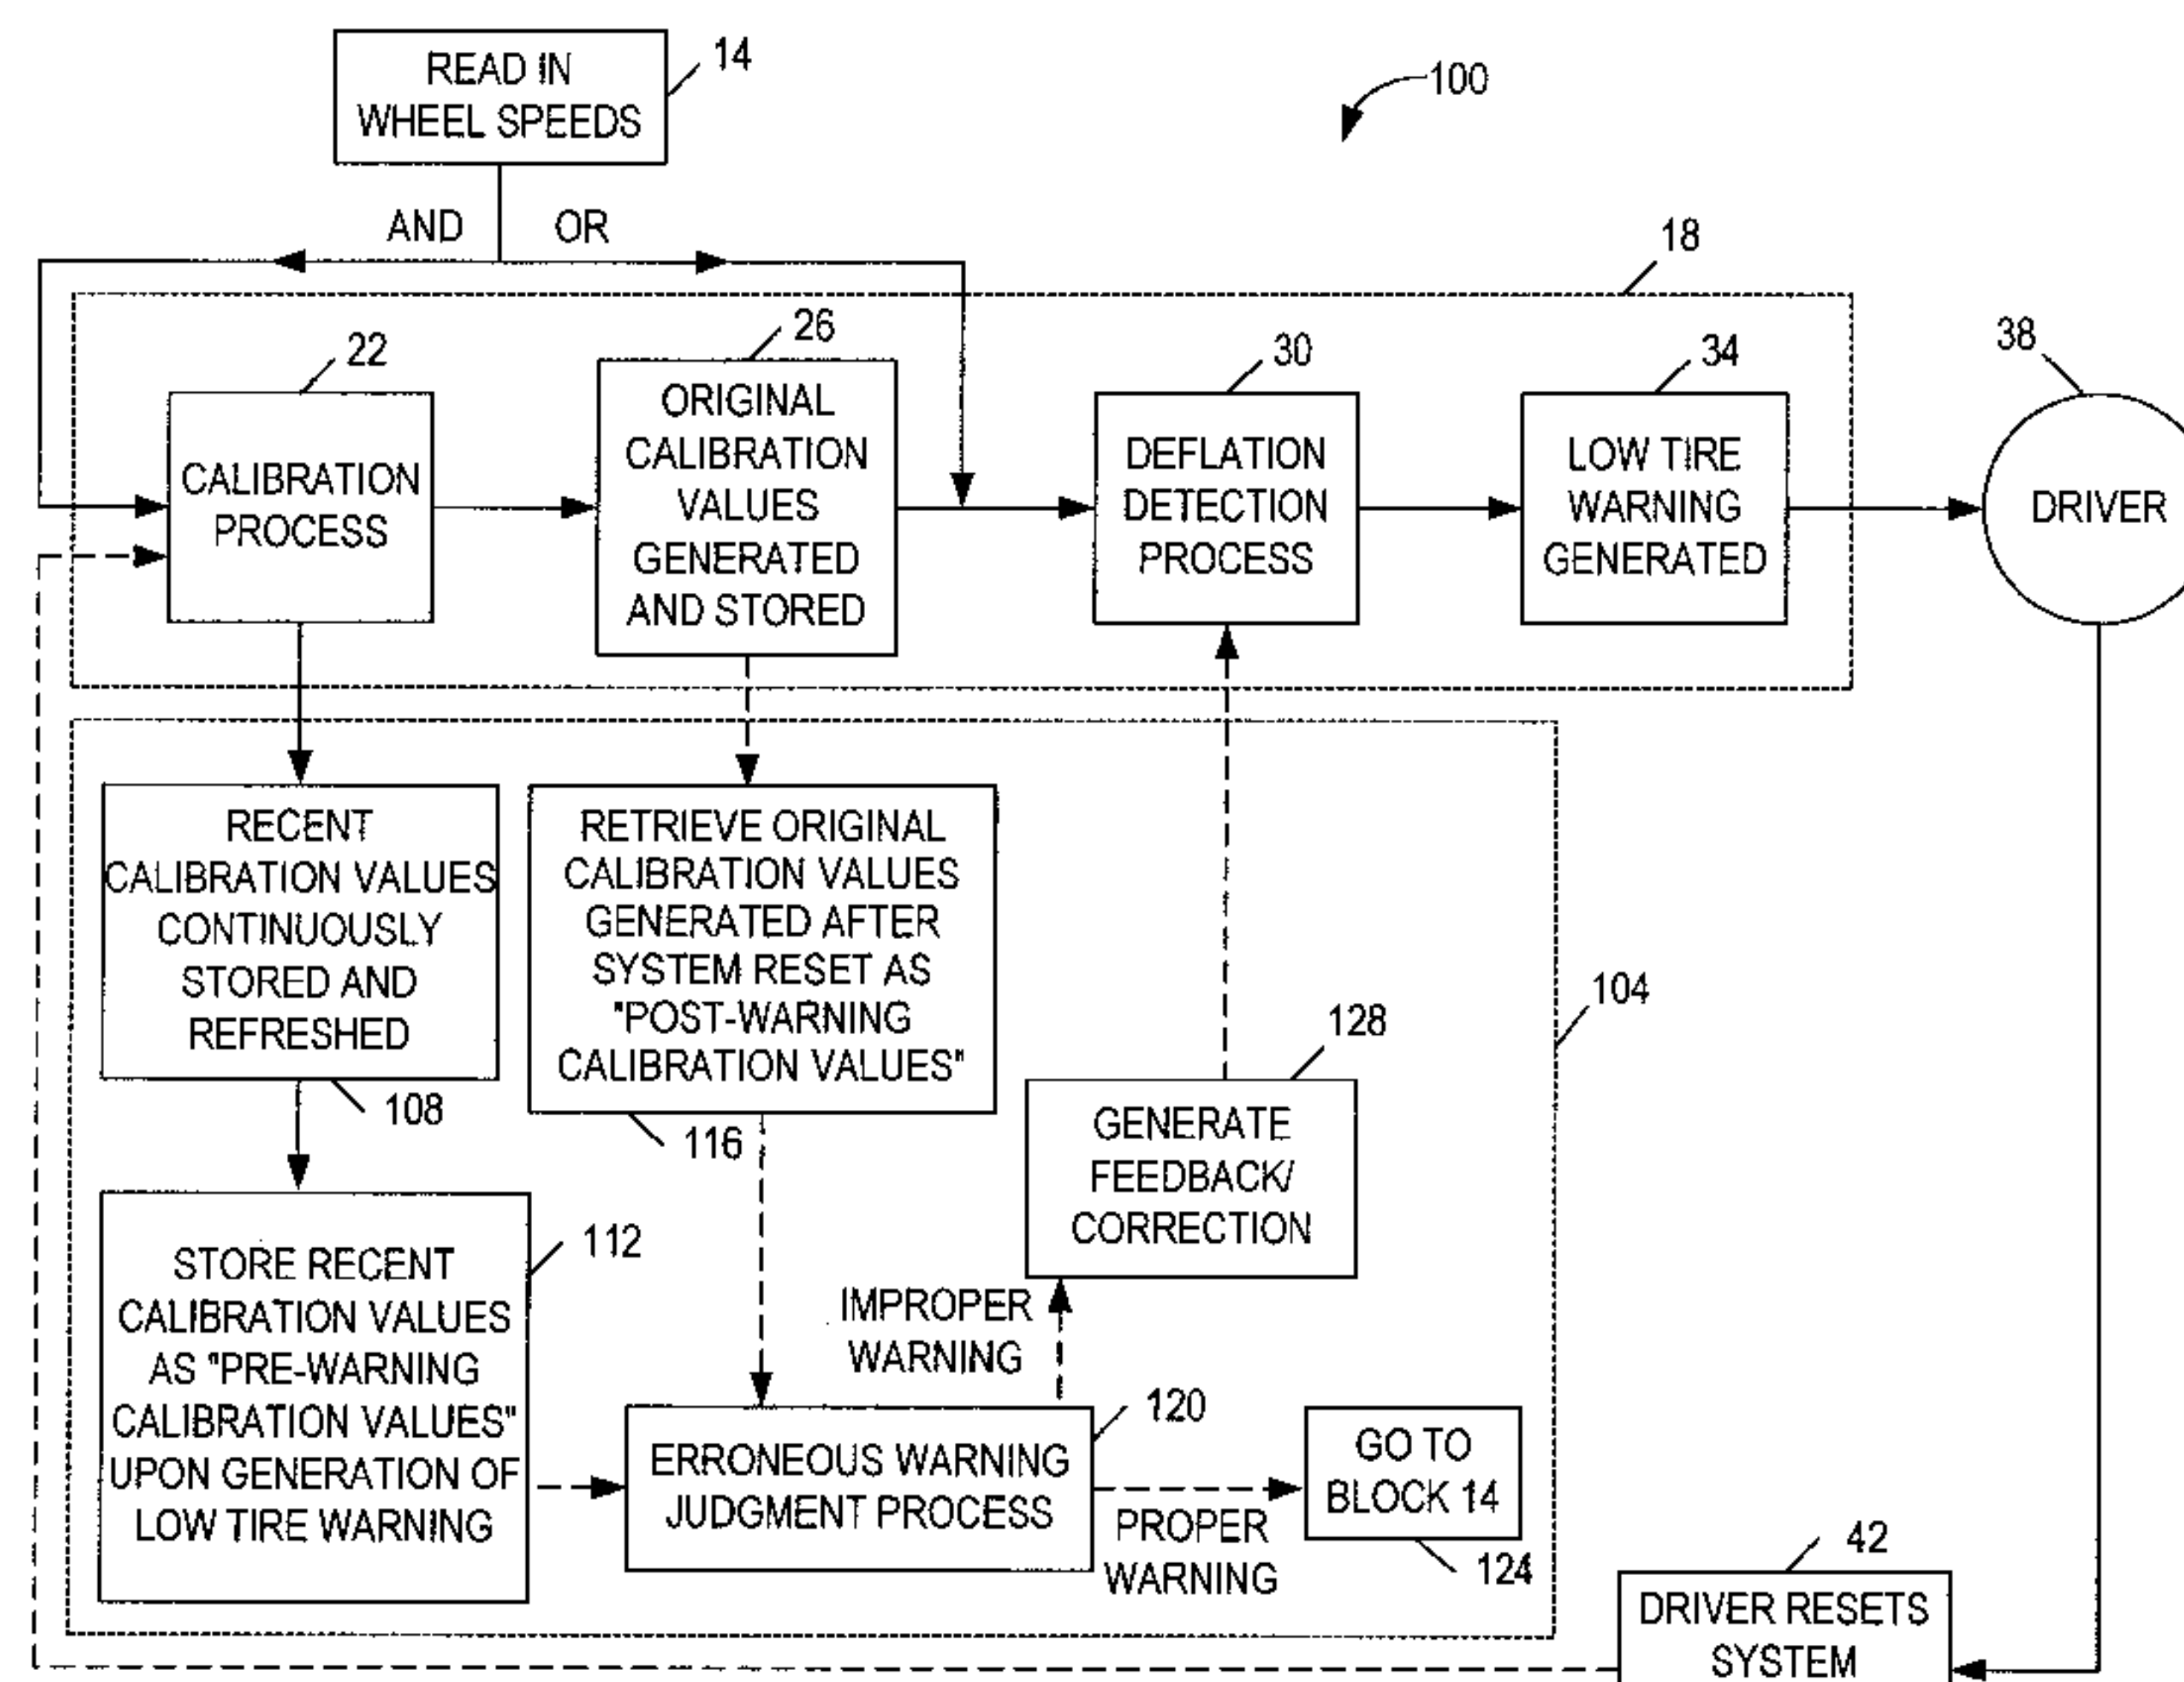 READ IN
WHEEL SPEEDS
14
100
AND
OR
18
22
CALIBRATION
PROCESS
26
ORIGINAL
CALIBRATION
VALUES
GENERATED
AND STORED
30
DEFLATION
DETECTION
PROCESS
34
LOW TIRE
WARNING
GENERATED
38
DRIVER
RECENT
CALIBRATION VALUES
CONTINUOUSLY
STORED AND
REFRESHED
108
RETRIEVE ORIGINAL
CALIBRATION VALUES
GENERATED AFTER
SYSTEM RESET AS
"POST-WARNING
CALIBRATION VALUES"
116
104
128
GENERATE
FEEDBACK/
CORRECTION
STORE RECENT
CALIBRATION VALUES
AS "PRE-WARNING
CALIBRATION VALUES"
UPON GENERATION OF
LOW TIRE WARNING
112
IMPROPER
WARNING
ERRONEOUS WARNING
JUDGMENT PROCESS
120
PROPER
WARNING
GO TO
BLOCK 14
124
42
DRIVER RESETS
SYSTEM